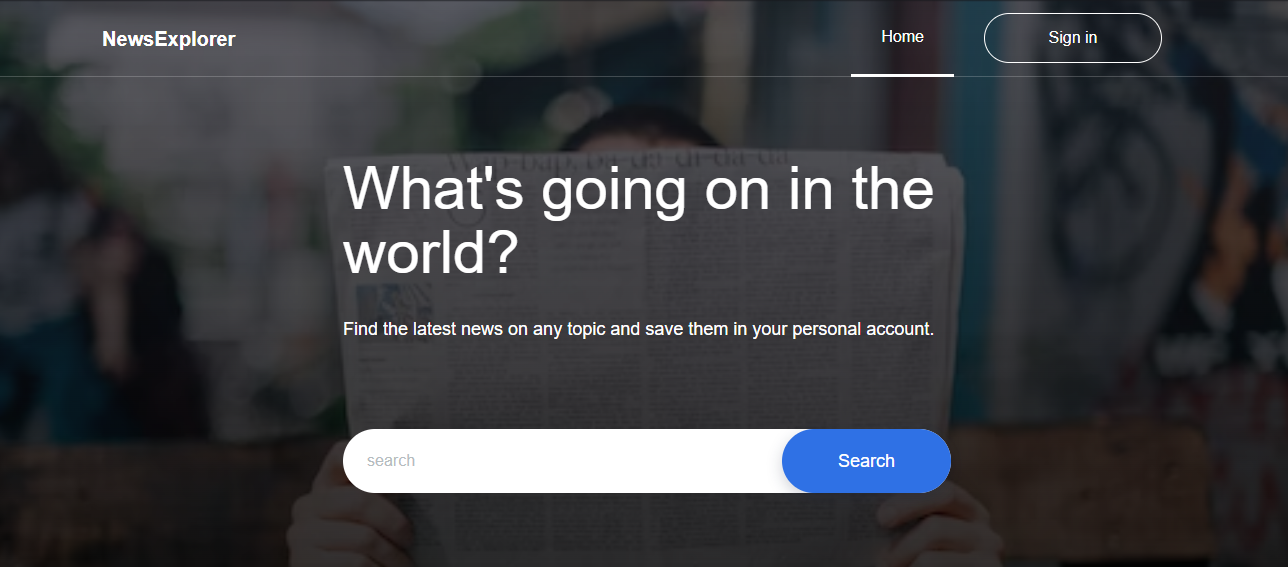 NewsExplorer
Home
Sign in
What's going on in the
world?
Find the latest news on any topic and save them in your personal account.
search
Search